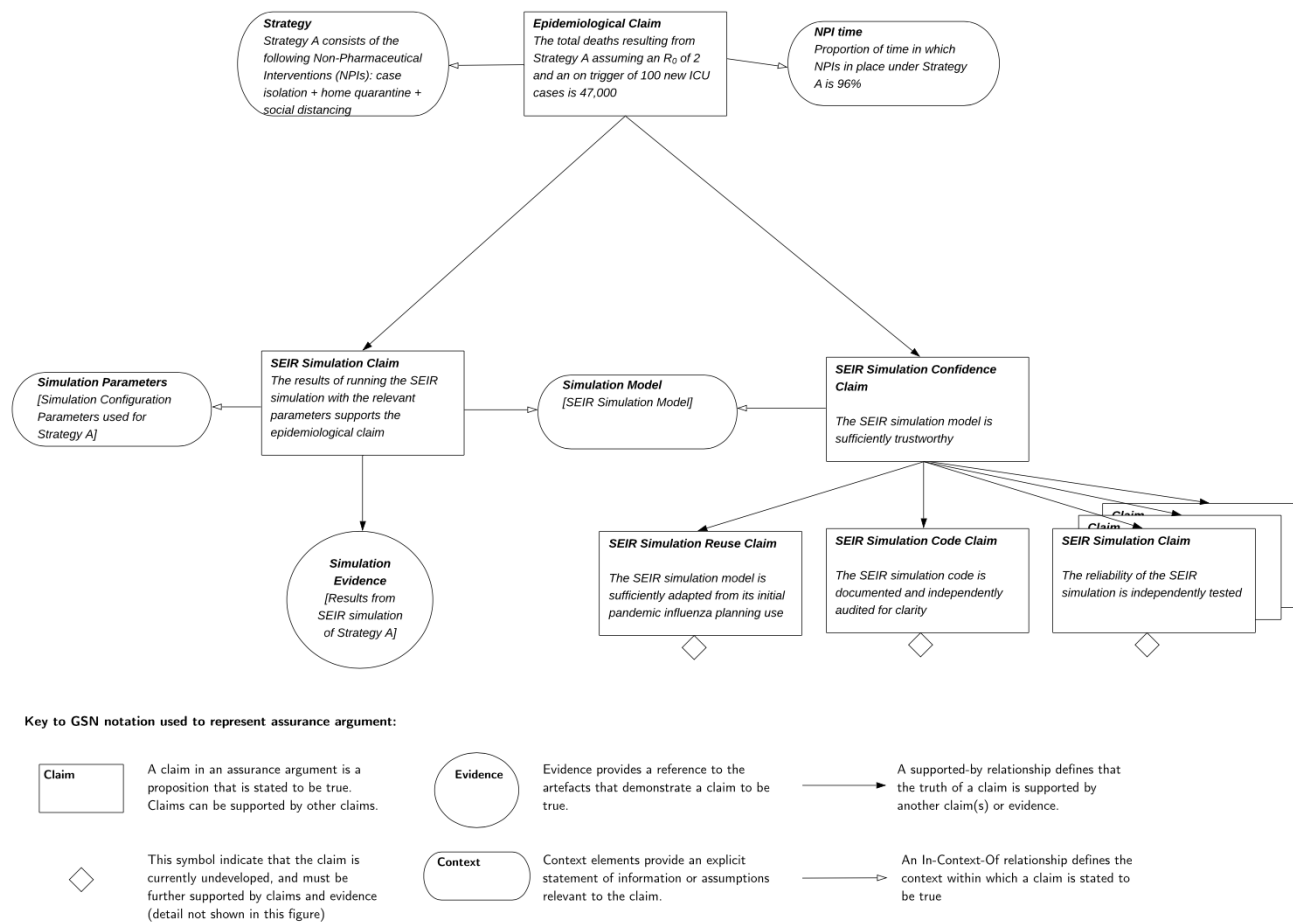 Strategy
Strategy A consists of the
following Non-Pharmaceutical
Interventions (NPIs): case
isolation + home quarantine +
social distancing
Epidemiological Claim
The total deaths resulting from
Strategy A assuming an R0 of 2
and an on trigger of 100 new ICU
cases is 47,000
NPI time
Proportion of time in which
NPIs in place under Strategy
A is 96%
Simulation Parameters
[Simulation Configuration
Parameters used for
Strategy A]
SEIR Simulation Claim
The results of running the SEIR
simulation with the relevant
parameters supports the
epidemiological claim
Simulation Model
[SEIR Simulation Model]
SEIR Simulation Confidence
Claim
The SEIR simulation model is
sufficiently trustworthy
Simulation
Evidence
[Results from
SEIR simulation
of Strategy A]
SEIR Simulation Reuse Claim
The SEIR simulation model is
sufficiently adapted from its initial
pandemic influenza planning use
SEIR Simulation Code Claim
The SEIR simulation code is
documented and independently
audited for clarity
Claim
Claim
SEIR Simulation Claim
The reliability of the SEIR
simulation is independently tested
Key to GSN notation used to represent assurance argument:
Claim
A claim in an assurance argument is a
proposition that is stated to be true.
Claims can be supported by other claims.
Evidence
Evidence provides a reference to the
artefacts that demonstrate a claim to be
true.
A supported-by relationship defines that
the truth of a claim is supported by
another claim(s) or evidence.
This symbol indicate that the claim is
currently undeveloped, and must be
further supported by claims and evidence
(detail not shown in this figure)
Context
Context elements provide an explicit
statement of information or assumptions
relevant to the claim.
An In-Context-Of relationship defines the
context within which a claim is stated to
be true